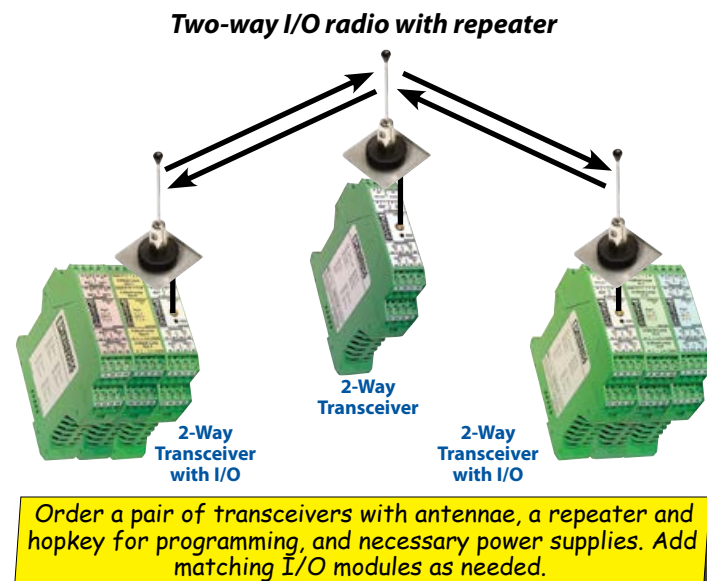 Two-way I/O radio with repeater
2-Way
Transceiver
2-Way
Transceiver
with I/O
2-Way
Transceiver
with I/O
Order a pair of transceivers with antennae, a repeater and
hopkey for programming, and necessary power supplies. Add
matching I/O modules as needed.